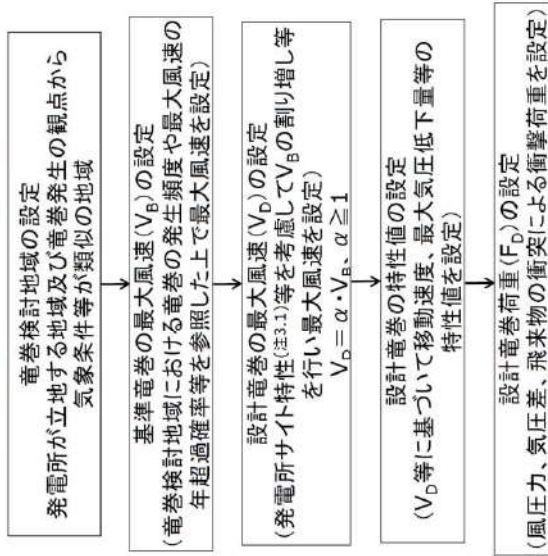 竜巻検討地域の設定
発電所が立地する地域及び竜巻発生の観点から
気象条件等が類似の地域
基準竜巻の最大風速(VB)の設定
(竜巻検討地域における竜巻の発生頻度や最大風速の
年超過確率等を参照した上で最大風速を設定)
設計竜巻の最大風速(VD)の設定
(発電所サイト特性(注3.1)等を考慮してVBの割り増し等
を行い最大風速を設定)
VD=α・VB、α≧1
設計竜巻の特性値の設定
(VD等に基づいて移動速度、最大気圧低下量等の
特性値を設定)
設計竜巻荷重(FD)の設定
(風圧力、気圧差、飛来物の衝突による衝撃荷重を設定)